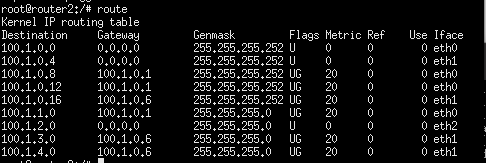 root@router2:/# route
Kernel IP routing table
Destination Gateway Genmask Flags Metric Ref Use Iface
100.1.0.0 0.0.0.0 255.255.255.252 U 0 0 0 eth0
100.1.0.4 0.0.0.0 255.255.255.252 U 0 0 0 eth1
100.1.0.8 100.1.0.1 255.255.255.252 UG 20 0 0 eth0
100.1.0.12 100.1.0.1 255.255.255.252 UG 20 0 0 eth0
100.1.0.16 100.1.0.6 255.255.255.252 UG 20 0 0 eth1
100.1.1.0 100.1.0.1 255.255.255.0 UG 20 0 0 eth0
100.1.2.0 0.0.0.0 255.255.255.0 U 0 0 0 eth2
100.1.3.0 100.1.0.6 255.255.255.0 UG 20 0 0 eth1
100.1.4.0 100.1.0.6 255.255.255.0 UG 20 0 0 eth1